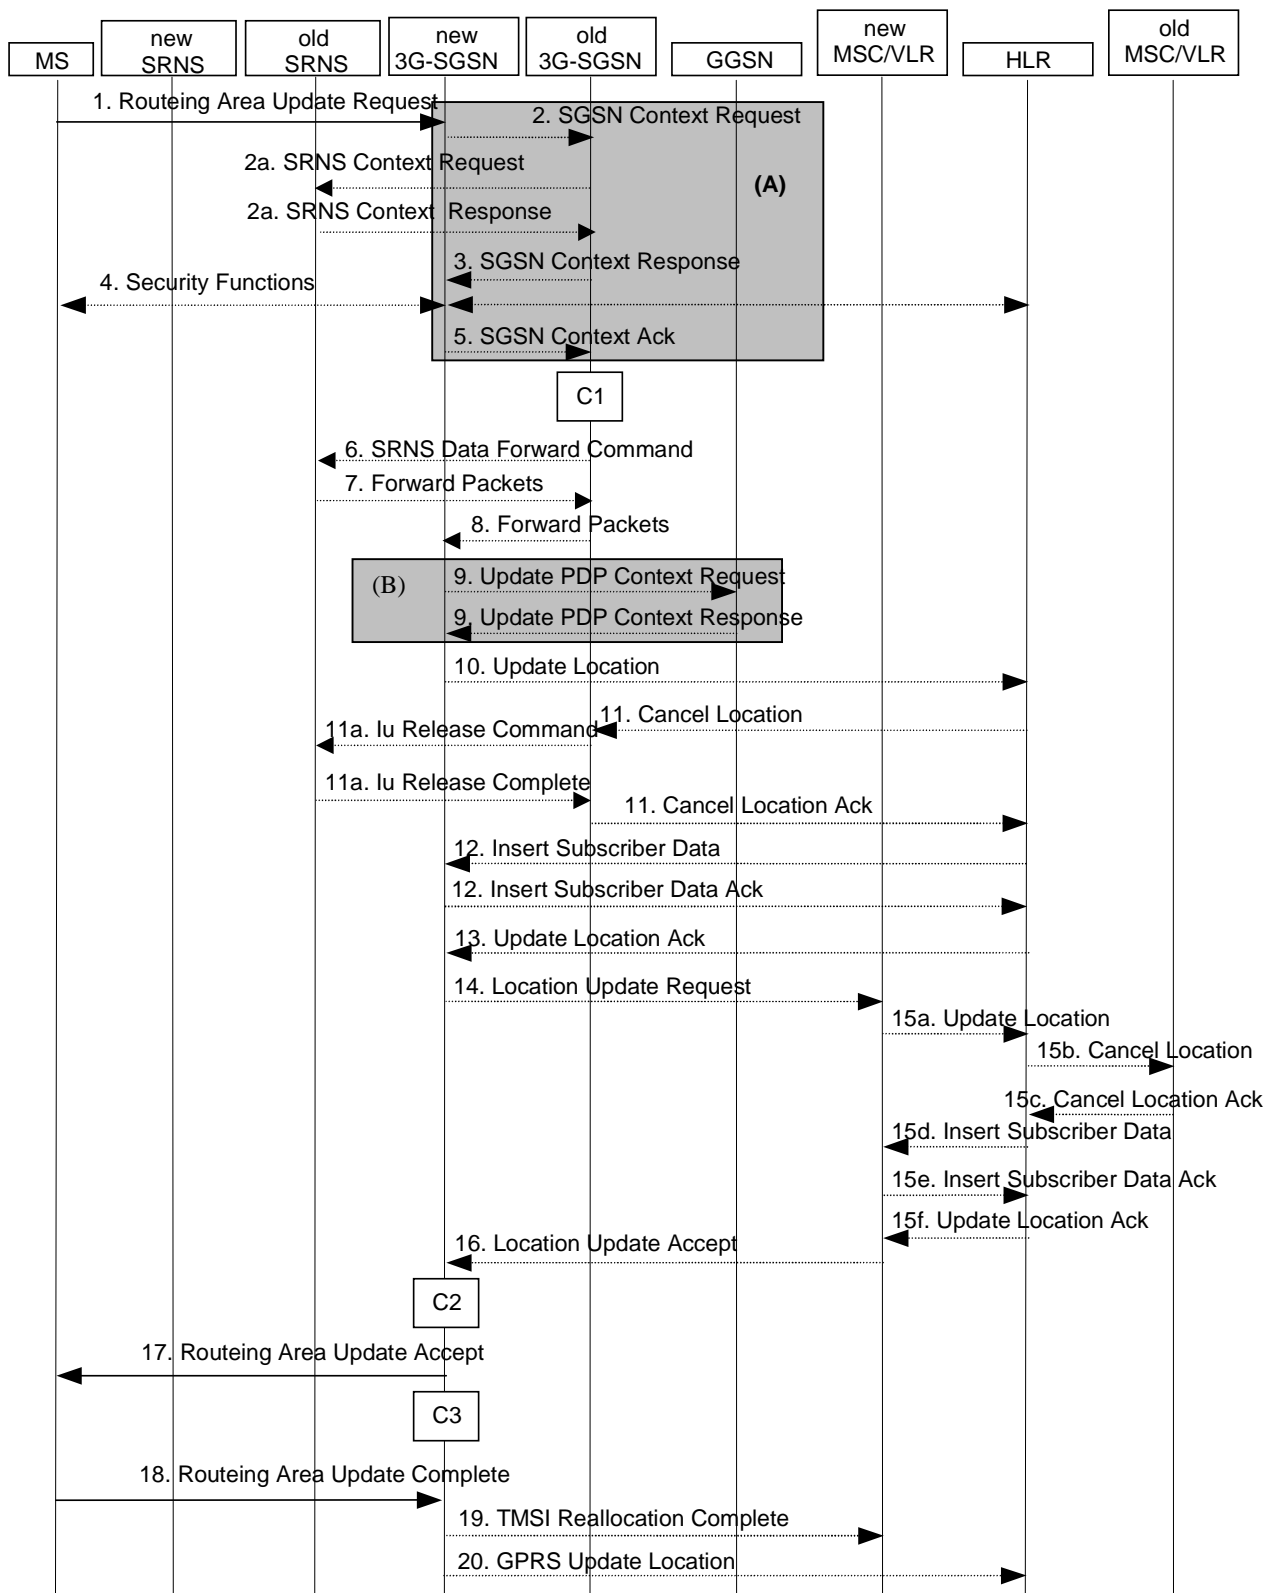 MS
new
SRNS
old
SRNS
new
3G-SGSN
old
3G-SGSN
GGSN
new
MSC/VLR
HLR
old
MSC/VLR
1. Routeing Area Update Request
2. SGSN Context Request
2a. SRNS Context Request
(A)
2a. SRNS Context Response
3. SGSN Context Response
4. Security Functions
5. SGSN Context Ack
C1
6. SRNS Data Forward Command
7. Forward Packets
8. Forward Packets
(B)
9. Update PDP Context Request
9. Update PDP Context Response
10. Update Location
11. Cancel Location
11a. Iu Release Command
11a. Iu Release Complete
11. Cancel Location Ack
12. Insert Subscriber Data
12. Insert Subscriber Data Ack
13. Update Location Ack
14. Location Update Request
15a. Update Location
15b. Cancel Location
15c. Cancel Location Ack
15d. Insert Subscriber Data
15e. Insert Subscriber Data Ack
15f. Update Location Ack
16. Location Update Accept
C2
17. Routeing Area Update Accept
C3
18. Routeing Area Update Complete
19. TMSI Reallocation Complete
20. GPRS Update Location